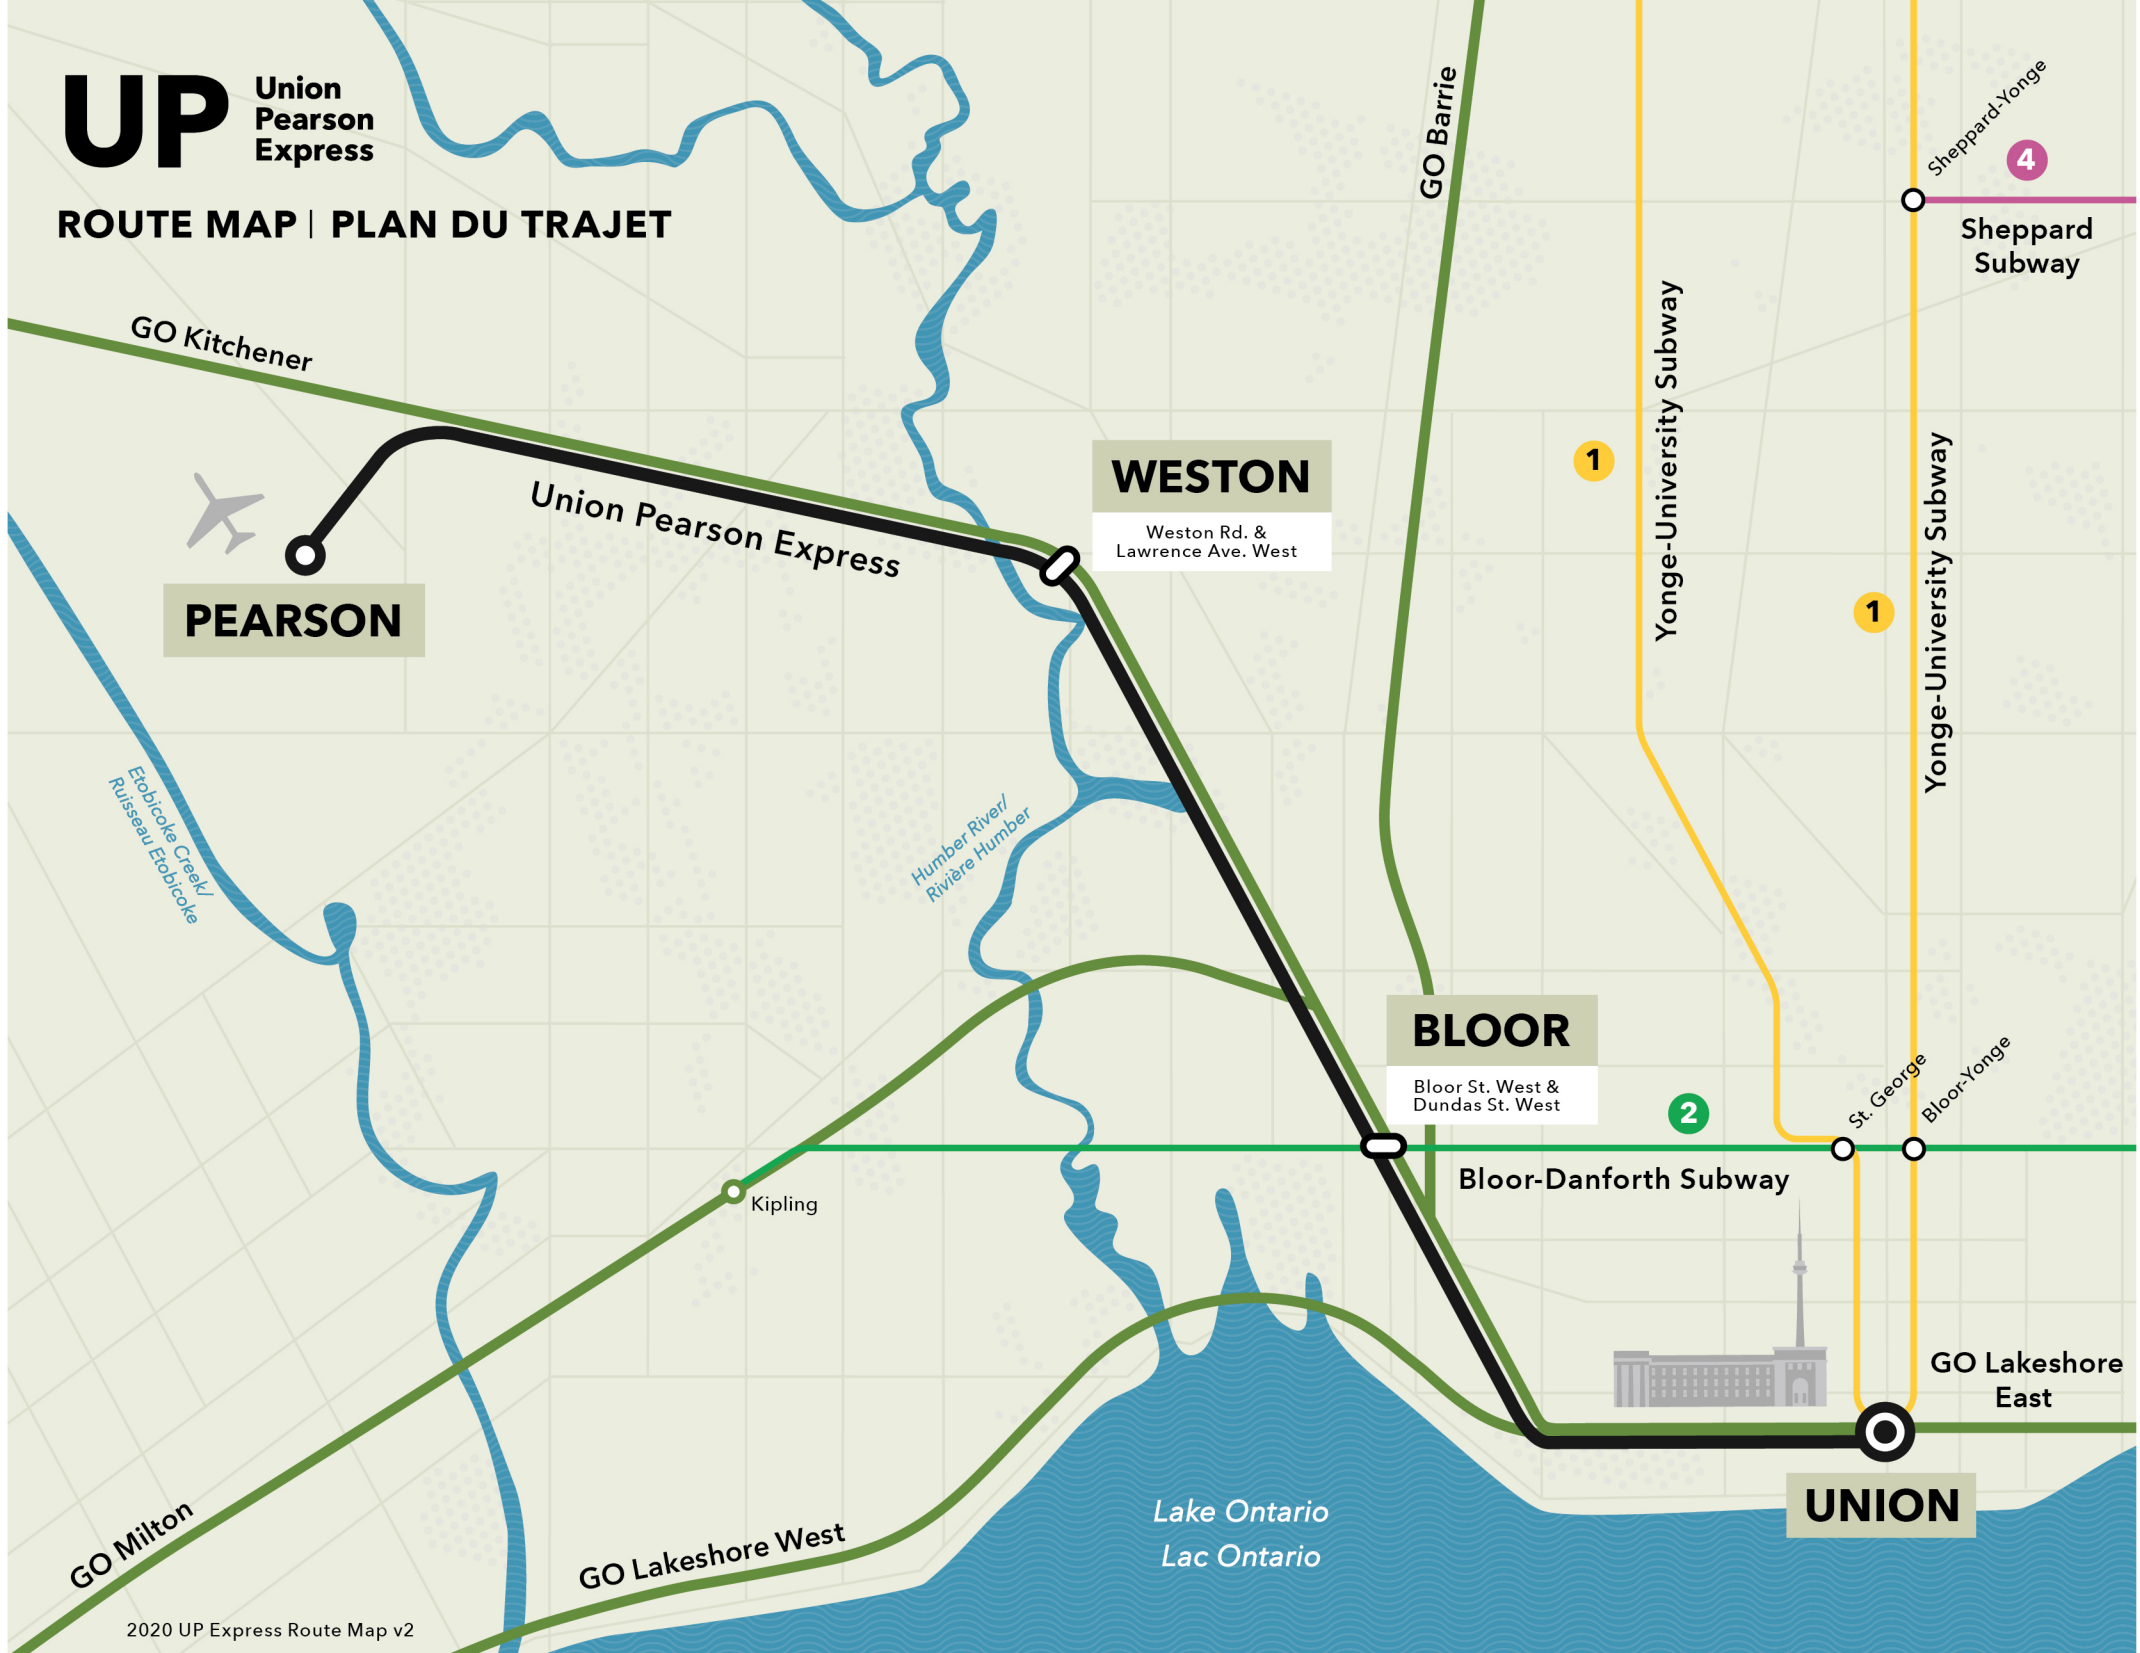 UP
Union
Pearson
Express
ROUTE MAP | PLAN DU TRAJET
GO Kitchener
GO Barrie
Sheppard-Yonge
4
Sheppard
Subway
Yonge-University Subway
1
Yonge-University Subway
1
WESTON
Weston Rd. &
Lawrence Ave. West
Union Pearson Express
PEARSON
Etobicoke Creek/
Ruisseau Etobicoke
Humber River/
Rivière Humber
BLOOR
Bloor St. West &
Dundas St. West
2
St. George
Bloor-Yonge
Bloor-Danforth Subway
Kipling
GO Lakeshore
East
UNION
Lake Ontario
Lac Ontario
GO Milton
GO Lakeshore West
2020 UP Express Route Map v2